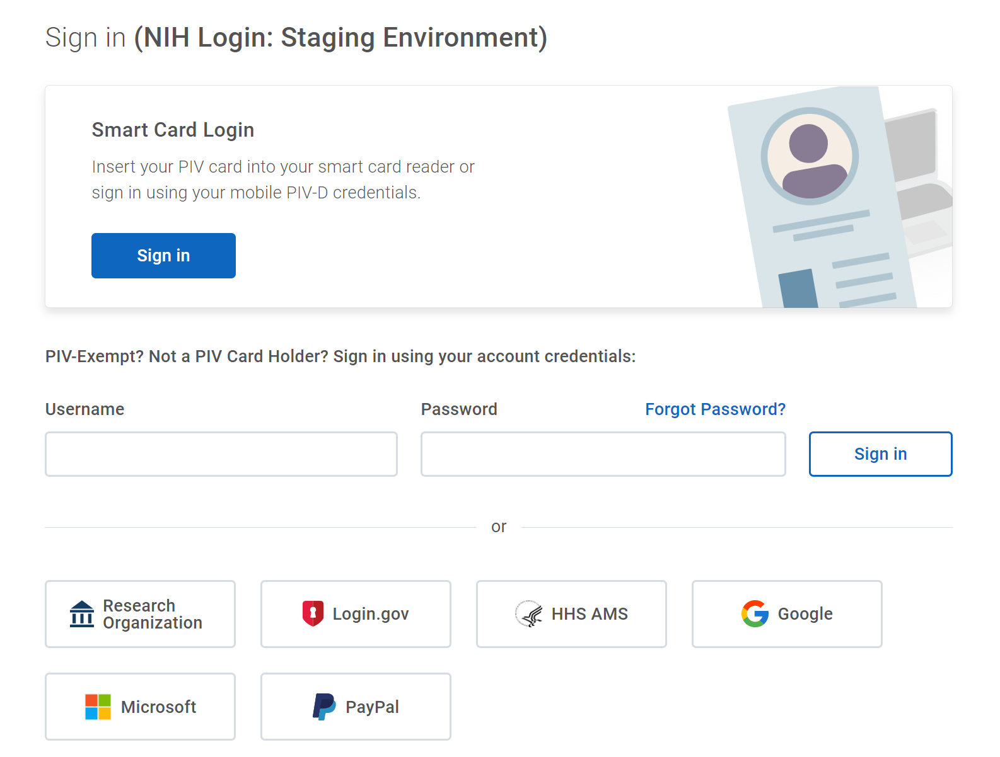 Sign in (NIH Login: Staging Environment)
Smart Card Login
Insert your PIV card into your smart card reader or
sign in using your mobile PIV-D credentials.
Sign in
PIV-Exempt? Not a PIV Card Holder? Sign in using your account credentials:
Username
Password
Forgot Password?
Sign in
or
Research
Organization
Login.gov
HHS AMS
Google
Microsoft
PayPal